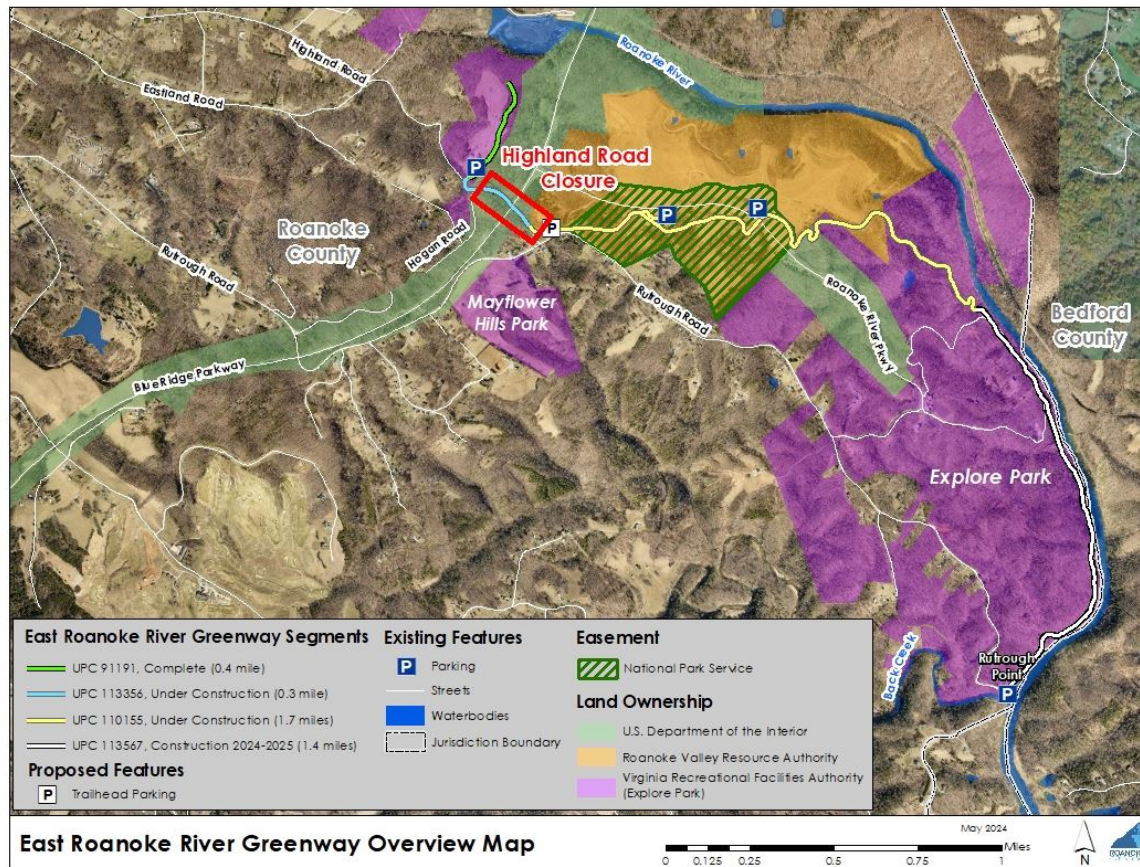 Highland Road
Eastland Road
Roanoke River
P
Highland Road
Closure
Roanoke
County
Hogan Road
Rutrough Road
P
P
P
Mayflower
Hills Park
Rutrough Road
Roanoke River Pkwy
Bedford
County
Blue Ridge Parkway
Explore Park
Back Creek
Rutrough
Point
P
East Roanoke River Greenway Segments
UPC 91191, Complete (0.4 mile)
UPC 113356, Under Construction (0.3 mile)
UPC 110155, Under Construction (1.7 miles)
UPC 113567, Construction 2024-2025 (1.4 miles)
Proposed Features
P Trailhead Parking
Existing Features
P Parking
Streets
Waterbodies
Jurisdiction Boundary
Easement
National Park Service
Land Ownership
U.S. Department of the Interior
Roanoke Valley Resource Authority
Virginia Recreational Facilities Authority
(Explore Park)
East Roanoke River Greenway Overview Map
May 2024
Miles
0 0.125 0.25 0.5 0.75 1
N